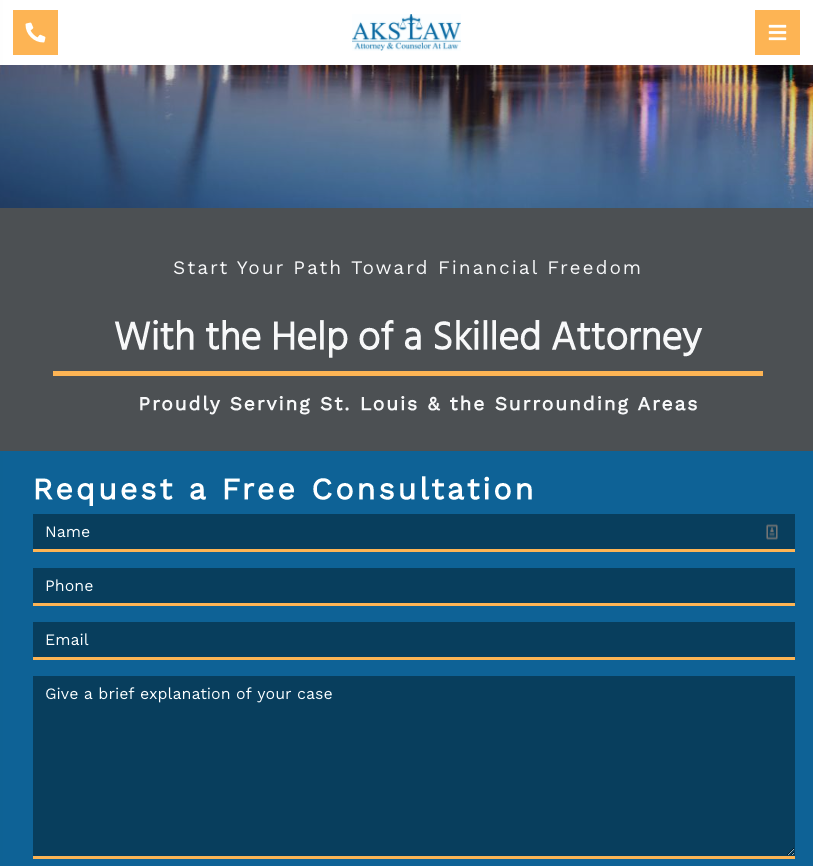 AKS LAW
Attorney & Counselor At Law
Start Your Path Toward Financial Freedom
With the Help of a Skilled Attorney
Proudly Serving St. Louis & the Surrounding Areas
Request a Free Consultation
Name
Phone
Email
Give a brief explanation of your case